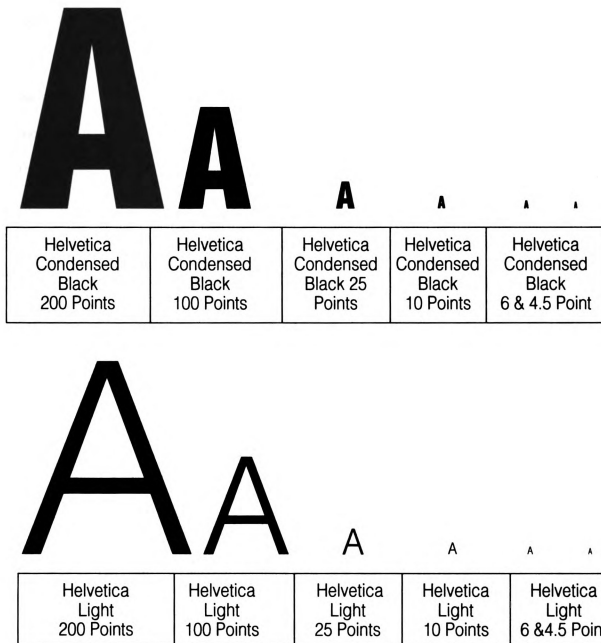 A A A A A A
Helvetica Condensed Black 200 Points
Helvetica Condensed Black 100 Points
Helvetica Condensed Black 25 Points
Helvetica Condensed Black 10 Points
Helvetica Condensed Black 6 & 4.5 Point
A A A A A A
Helvetica Light 200 Points
Helvetica Light 100 Points
Helvetica Light 25 Points
Helvetica Light 10 Points
Helvetica Light 6 &4.5 Poin